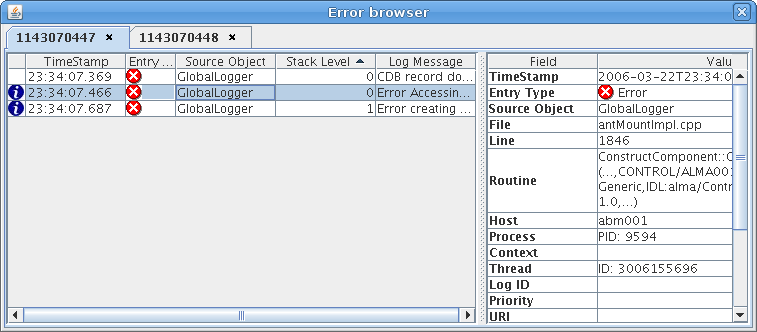 Error browser
1143070447 × 1143070448 ×
TimeStamp Entry ... Source Object Stack Level Log Message
23:34:07.369 GlobalLogger 0 CDB record do...
23:34:07.466 GlobalLogger 0 Error Accessin...
23:34:07.687 GlobalLogger 1 Error creating ...
Field Valu
TimeStamp 2006-03-22T23:34:0
Entry Type Error
Source Object GlobalLogger
File antMountImpl.cpp
Line 1846
Routine ConstructComponent::C
(...,CONTROL/ALMA001
Generic,IDL:alma/Contr
1.0,...)
Host abm001
Process PID: 9594
Context
Thread ID: 3006155696
Log ID
Priority
URI